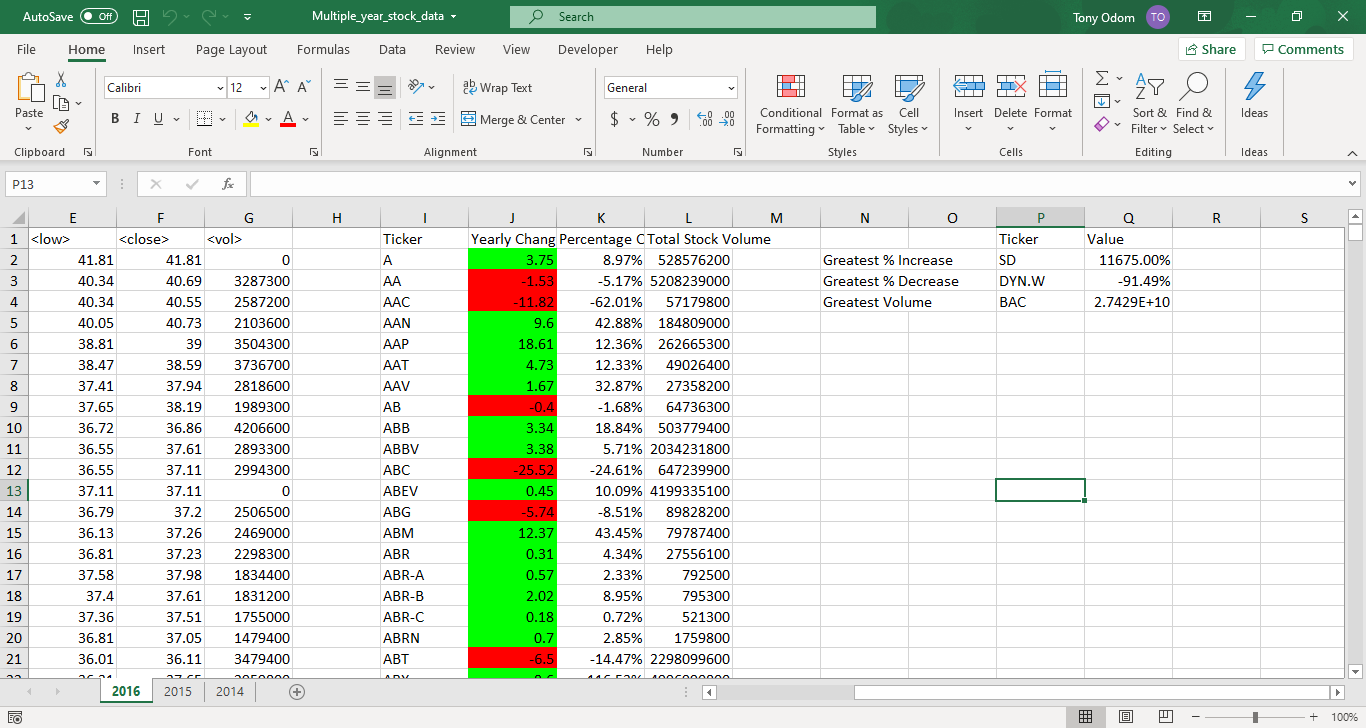 AutoSave Off Multiple_year_stock_data Search Tony Odom TO
File Home Insert Page Layout Formulas Data Review View Developer Help Share Comments
Calibri 12 A A ab Wrap Text General
Paste B I U A Merge & Center $ % Conditional Formatting Format as Table Cell Styles Insert Delete Format Sort & Filter Find & Select Ideas
Clipboard Font Alignment Number Styles Cells Editing Ideas
P13 fx
E F G H I J K L M N O P Q R S
1 <low> <close> <vol> Ticker Yearly Chang Percentage C Total Stock Volume Ticker Value
2 41.81 41.81 0 A 3.75 8.97% 528576200 Greatest % Increase SD 11675.00%
3 40.34 40.69 3287300 AA -1.53 -5.17% 5208239000 Greatest % Decrease DYN.W -91.49%
4 40.34 40.55 2587200 AAC -11.82 -62.01% 57179800 Greatest Volume BAC 2.7429E+10
5 40.05 40.73 2103600 AAN 9.6 42.88% 184809000
6 38.81 39 3504300 AAP 18.61 12.36% 262665300
7 38.47 38.59 3736700 AAT 4.73 12.33% 49026400
8 37.41 37.94 2818600 AAV 1.67 32.87% 27358200
9 37.65 38.19 1989300 AB -0.4 -1.68% 64736300
10 36.72 36.86 4206600 ABB 3.34 18.84% 503779400
11 36.55 37.61 2893300 ABBV 3.38 5.71% 2034231800
12 36.55 37.11 2994300 ABC -25.52 -24.61% 647239900
13 37.11 37.11 0 ABEV 0.45 10.09% 4199335100
14 36.79 37.2 2506500 ABG -5.74 -8.51% 89828200
15 36.13 37.26 2469000 ABM 12.37 43.45% 79787400
16 36.81 37.23 2298300 ABR 0.31 4.34% 27556100
17 37.58 37.98 1834400 ABR-A 0.57 2.33% 792500
18 37.4 37.61 1831200 ABR-B 2.02 8.95% 795300
19 37.36 37.51 1755000 ABR-C 0.18 0.72% 521300
20 36.81 37.05 1479400 ABRN 0.7 2.85% 1759800
21 36.01 36.11 3479400 ABT -6.5 -14.47% 2298099600
2016 2015 2014
100%